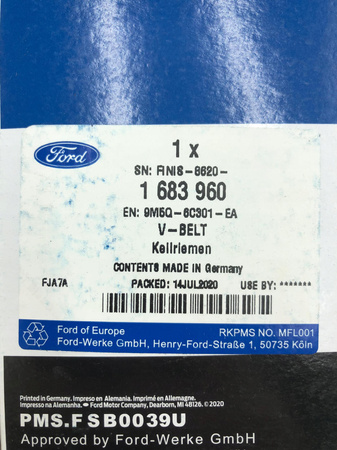 Ford
1 x
SN: FINIS-6620-
1 683 960
EN: 9M5Q-6C301-EA
V-BELT
Keilriemen
CONTENTS MADE IN Germany
FJA7A
PACKED: 14JUL2020
USE BY: *******
Ford of Europe
RKPMS NO. MFL001
Ford-Werke GmbH, Henry-Ford-Straße 1, 50735 Köln
Printed in Germany. Impreso en Alemania. Imprimé en Allemagne.
Impresso na Alemanha. Ford Motor Company, Dearborn, MI 48126. ©2020
PMS.FSB0039U
Approved by Ford-Werke GmbH